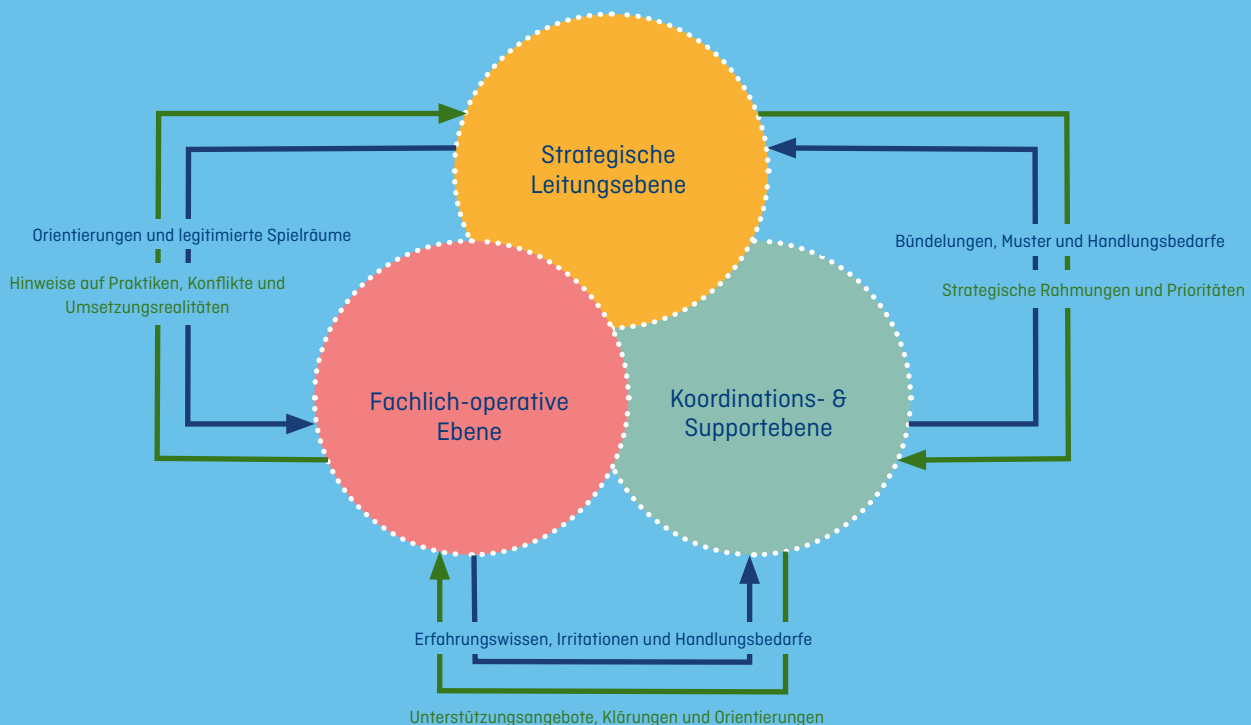 Strategische
Leitungsebene
Orientierungen und legitimierte Spielräume
Hinweise auf Praktiken, Konflikte und
Umsetzungsrealitäten
Bündelungen, Muster und Handlungsbedarfe
Strategische Rahmungen und Prioritäten
Fachlich-operative
Ebene
Koordinations- &
Supportebene
Erfahrungswissen, Irritationen und Handlungsbedarfe
Unterstützungsangebote, Klärungen und Orientierungen